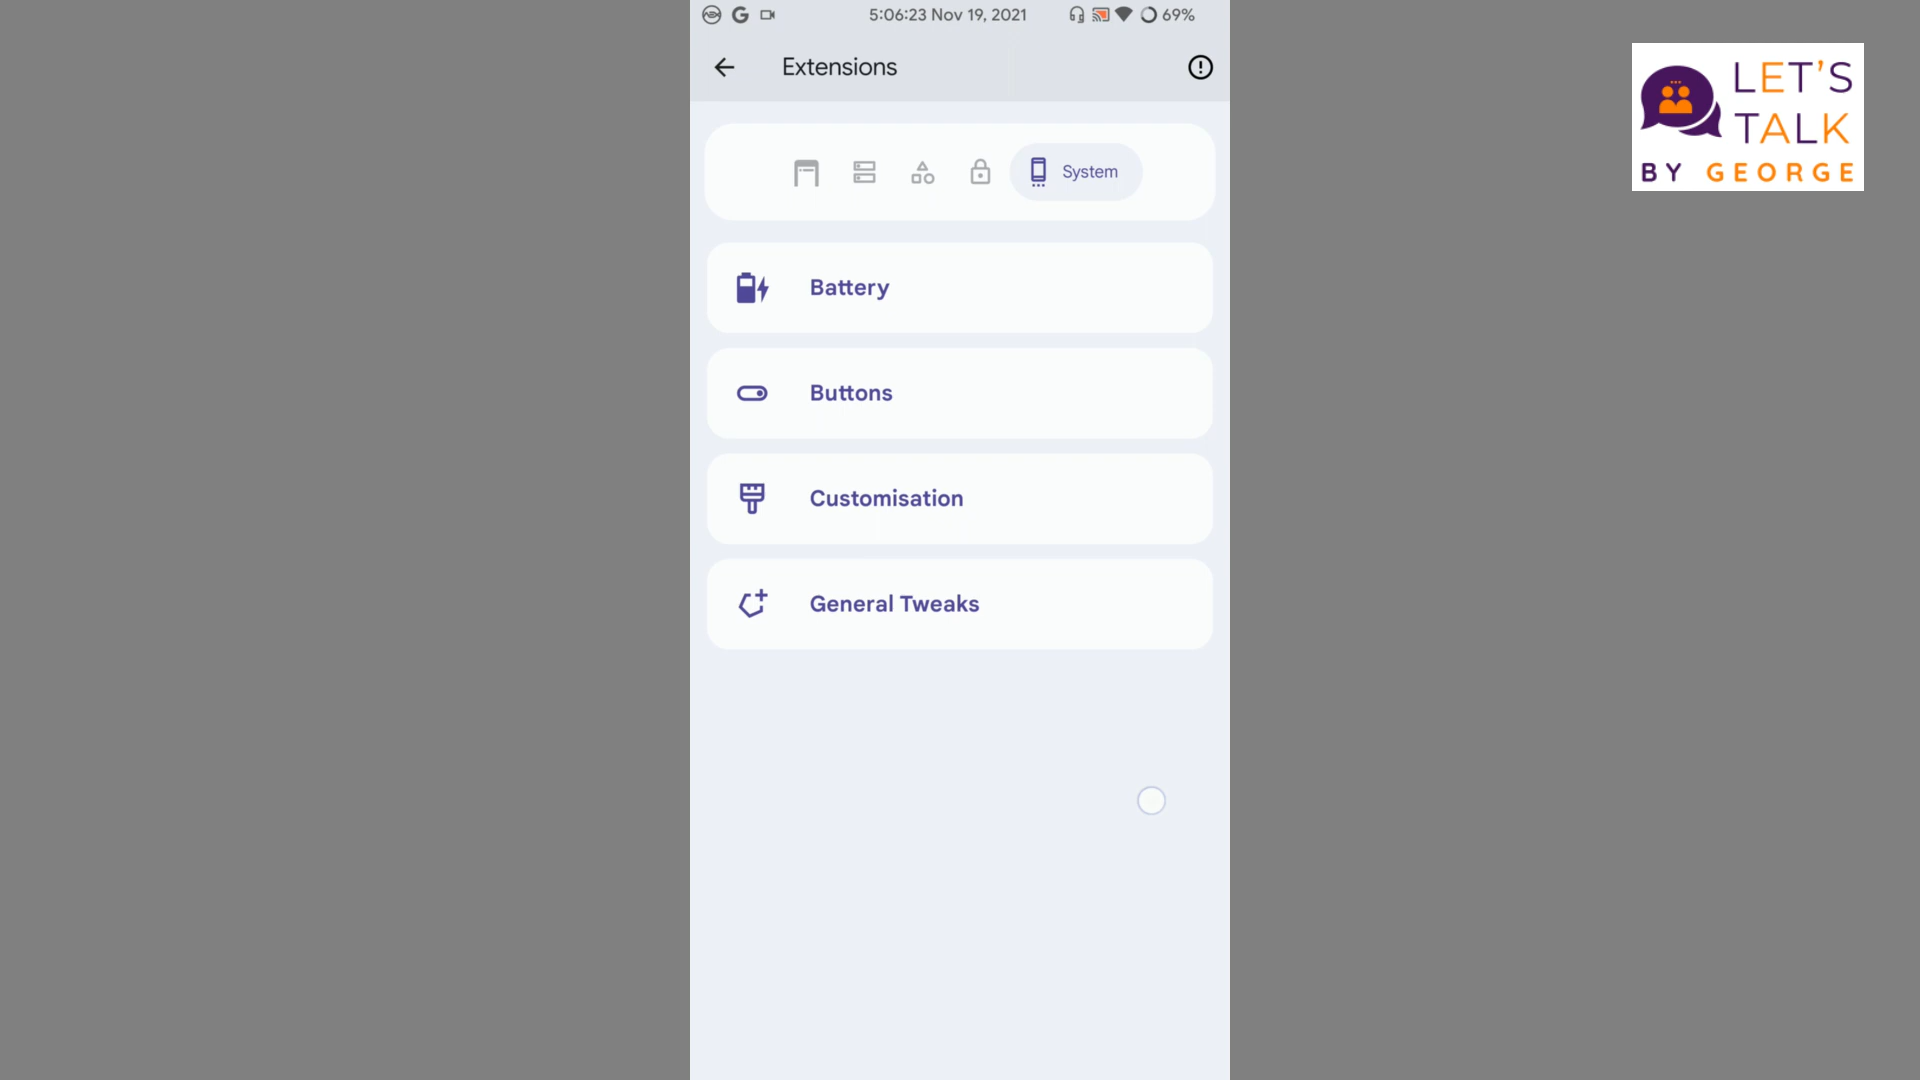 5:06:23 Nov 19, 2021 69%
Extensions
System
Battery
Buttons
Customisation
General Tweaks
LET'S
TALK
BY GEORGE